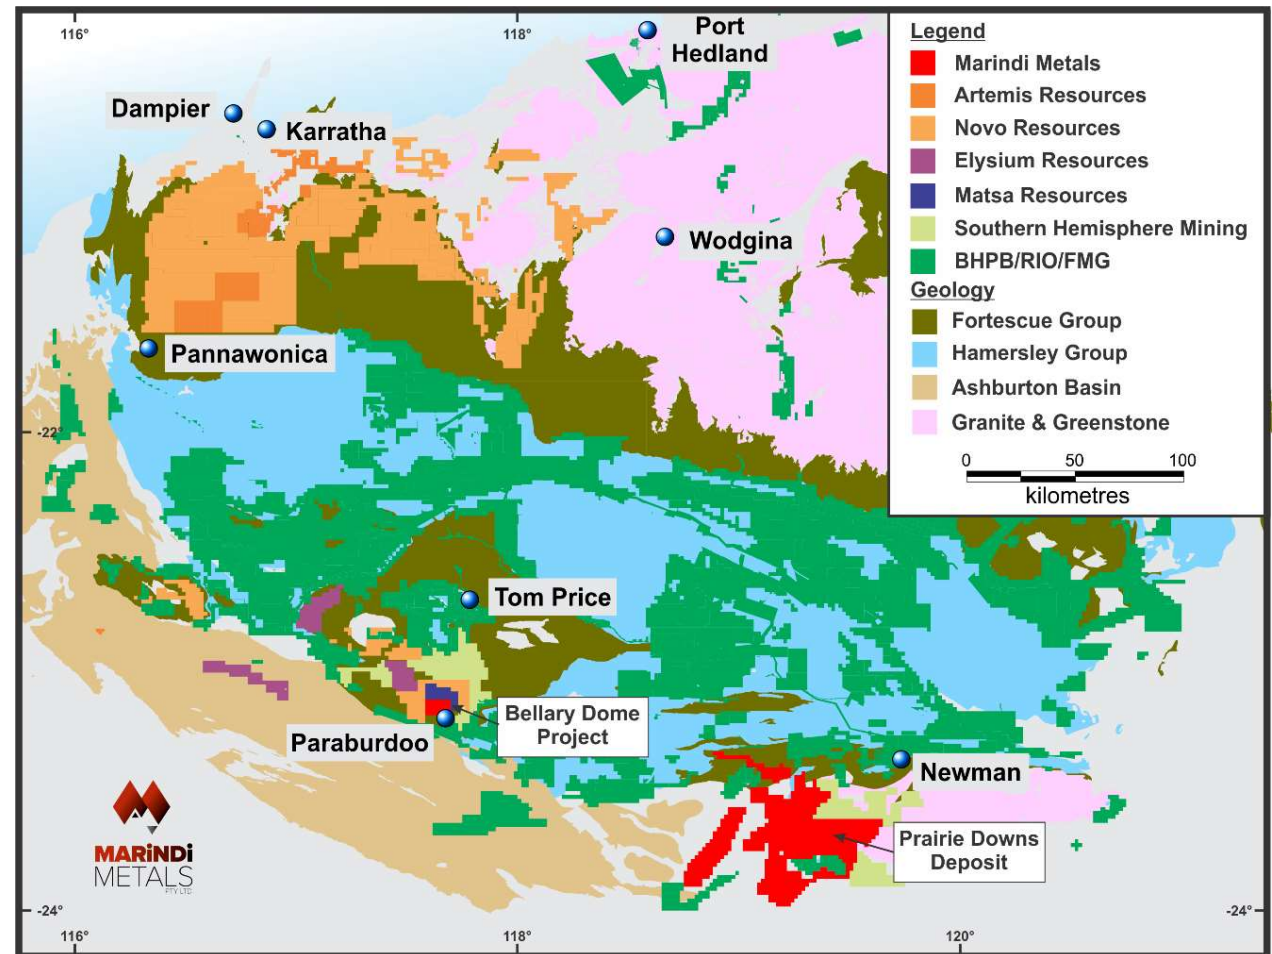 116°
118°
Port
Hedland
Dampier
Karratha
Wodgina
Pannawonica
-22°
Tom Price
Bellary Dome
Project
Paraburdoo
Newman
Prairie Downs
Deposit
MARiNDi
METALS
PTY LTD
-24°
-24°
116°
118°
120°
Legend
Marindi Metals
Artemis Resources
Novo Resources
Elysium Resources
Matsa Resources
Southern Hemisphere Mining
BHPB/RIO/FMG
Geology
Fortescue Group
Hamersley Group
Ashburton Basin
Granite & Greenstone
0 50 100
kilometres